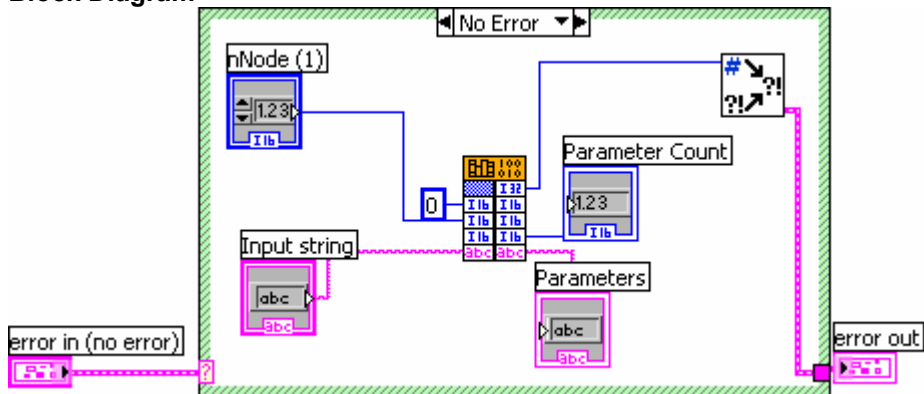 Block Diagram
No Error
nNode (1)
1.23
I16
#
?!
?!
Parameter Count
1.23
I16
0
I32
I16 I16
I16 I16
I16 I16
abc abc
Input string
abc
abc
Parameters
abc
abc
error in (no error)
?
error out